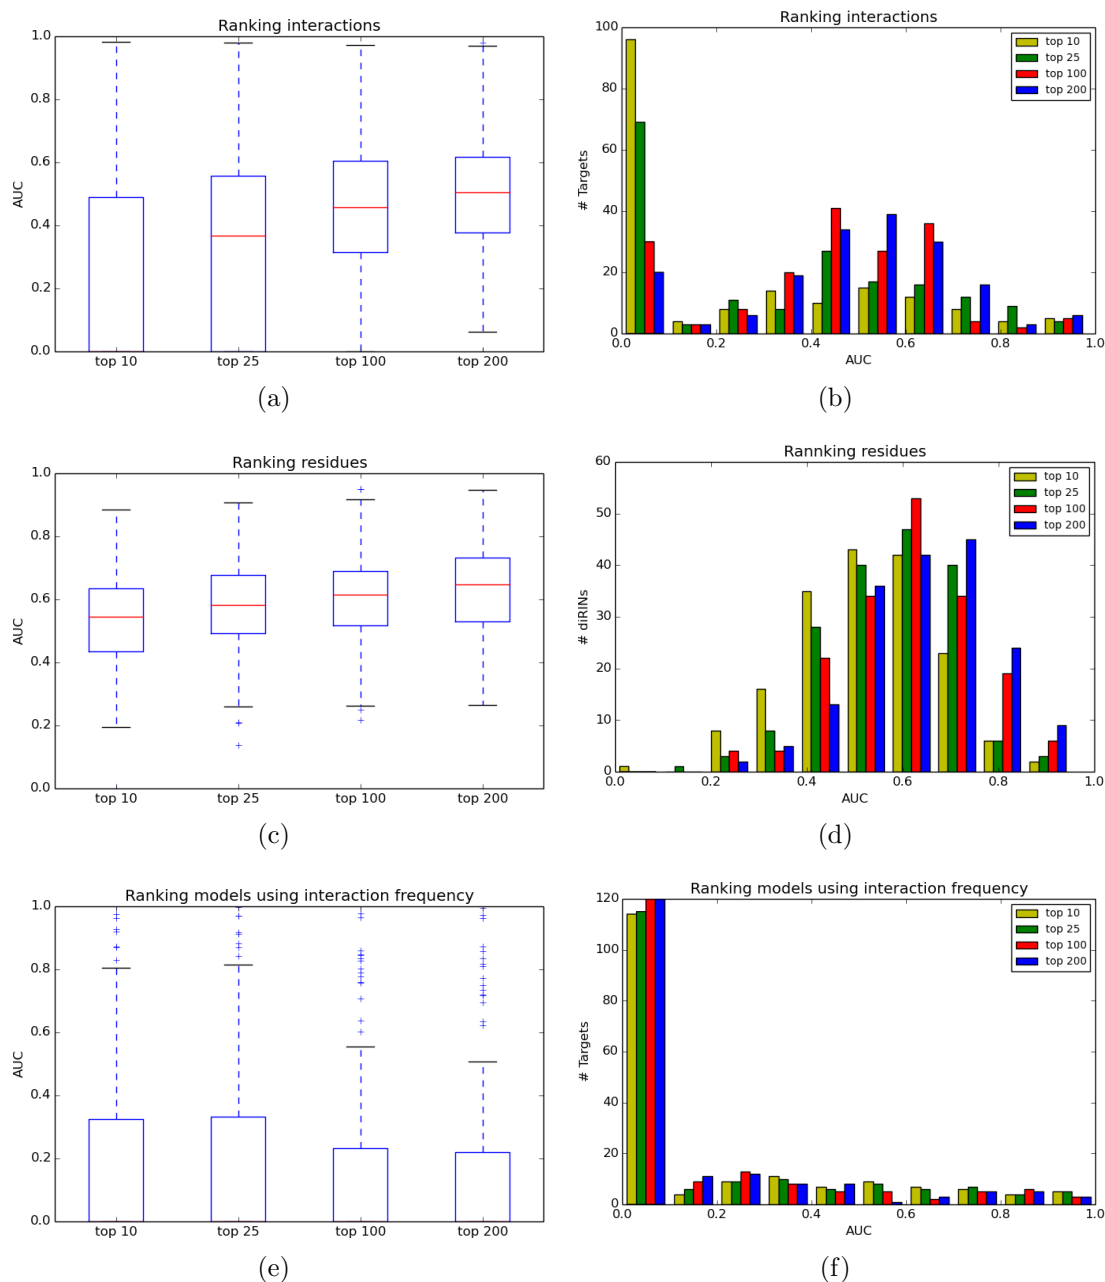 Ranking interactions
1.0
0.8
0.6
0.4
0.2
0.0
AUC
top 10 top 25 top 100 top 200
(a)
Ranking interactions
100
80
60
40
20
0
# Targets
top 10
top 25
top 100
top 200
0.0 0.2 0.4 0.6 0.8 1.0
AUC
(b)
Ranking residues
1.0
0.8
0.6
0.4
0.2
0.0
AUC
top 10 top 25 top 100 top 200
(c)
Rannking residues
60
50
40
30
20
10
0
# diRINs
top 10
top 25
top 100
top 200
0.0 0.2 0.4 0.6 0.8 1.0
AUC
(d)
Ranking models using interaction frequency
1.0
0.8
0.6
0.4
0.2
0.0
AUC
top 10 top 25 top 100 top 200
(e)
Ranking models using interaction frequency
120
100
80
60
40
20
0
# Targets
top 10
top 25
top 100
top 200
0.0 0.2 0.4 0.6 0.8 1.0
AUC
(f)